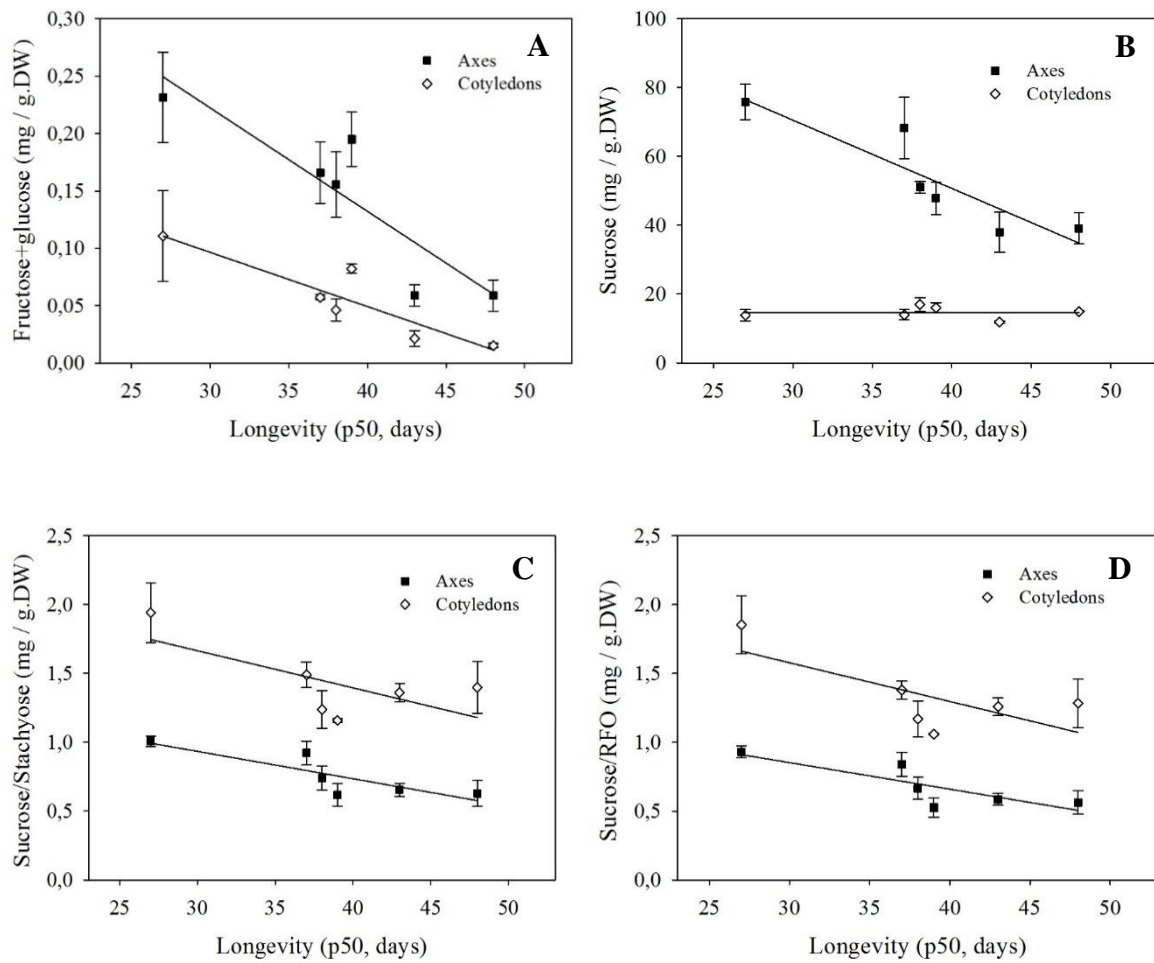 A
Axes
Cotyledons
Fructose+glucose (mg / g.DW)
0,30
0,25
0,20
0,15
0,10
0,05
0,00
25 30 35 40 45 50
Longevity (p50, days)
B
Axes
Cotyledons
Sucrose (mg / g.DW)
100
80
60
40
20
0
25 30 35 40 45 50
Longevity (p50, days)
C
Axes
Cotyledons
Sucrose/Stachyose (mg / g.DW)
2,5
2,0
1,5
1,0
0,5
0,0
25 30 35 40 45 50
Longevity (p50, days)
D
Axes
Cotyledons
Sucrose/RFO (mg / g.DW)
2,5
2,0
1,5
1,0
0,5
0,0
25 30 35 40 45 50
Longevity (p50, days)